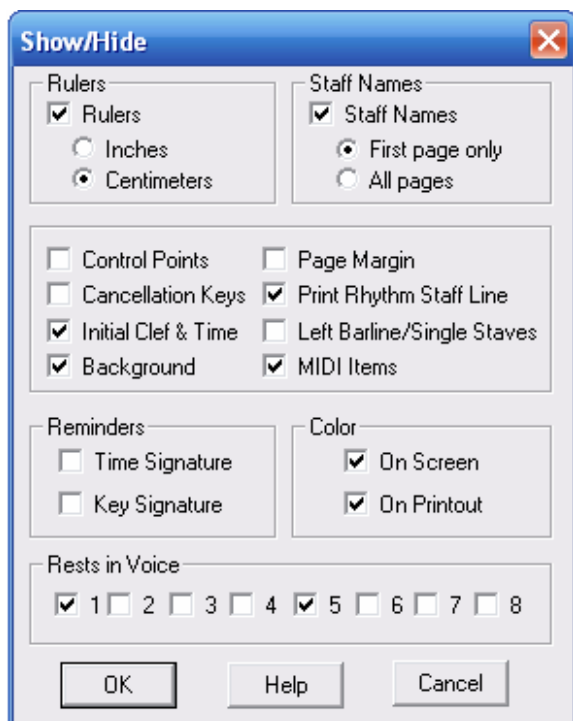 Show/Hide
Rulers
Rulers
Inches
Centimeters
Staff Names
Staff Names
First page only
All pages
Control Points
Cancellation Keys
Initial Clef & Time
Background
Page Margin
Print Rhythm Staff Line
Left Barline/Single Staves
MIDI Items
Reminders
Time Signature
Key Signature
Color
On Screen
On Printout
Rests in Voice
1 2 3 4 5 6 7 8
OK Help Cancel